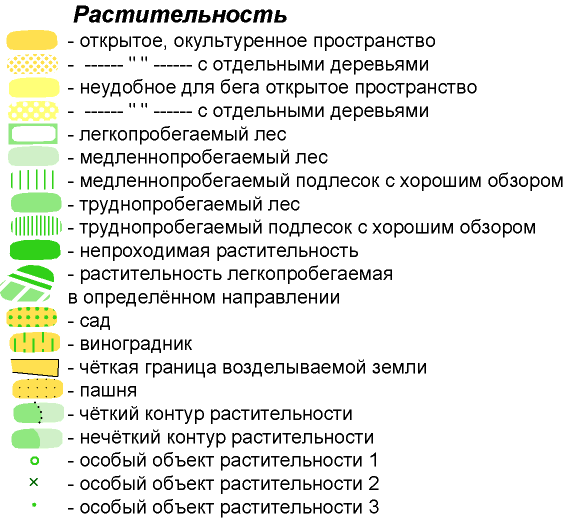 Растительность
- открытое, окультуренное пространство
- ------ " " ------ с отдельными деревьями
- неудобное для бега открытое пространство
- ------ " " ------ с отдельными деревьями
- легкопробегаемый лес
- медленнопробегаемый лес
- медленнопробегаемый подлесок с хорошим обзором
- труднопробегаемый лес
- труднопробегаемый подлесок с хорошим обзором
- непроходимая растительность
- растительность легкопробегаемая
в определённом направлении
- сад
- виноградник
- чёткая граница возделываемой земли
- пашня
- чёткий контур растительности
- нечёткий контур растительности
- особый объект растительности 1
- особый объект растительности 2
- особый объект растительности 3